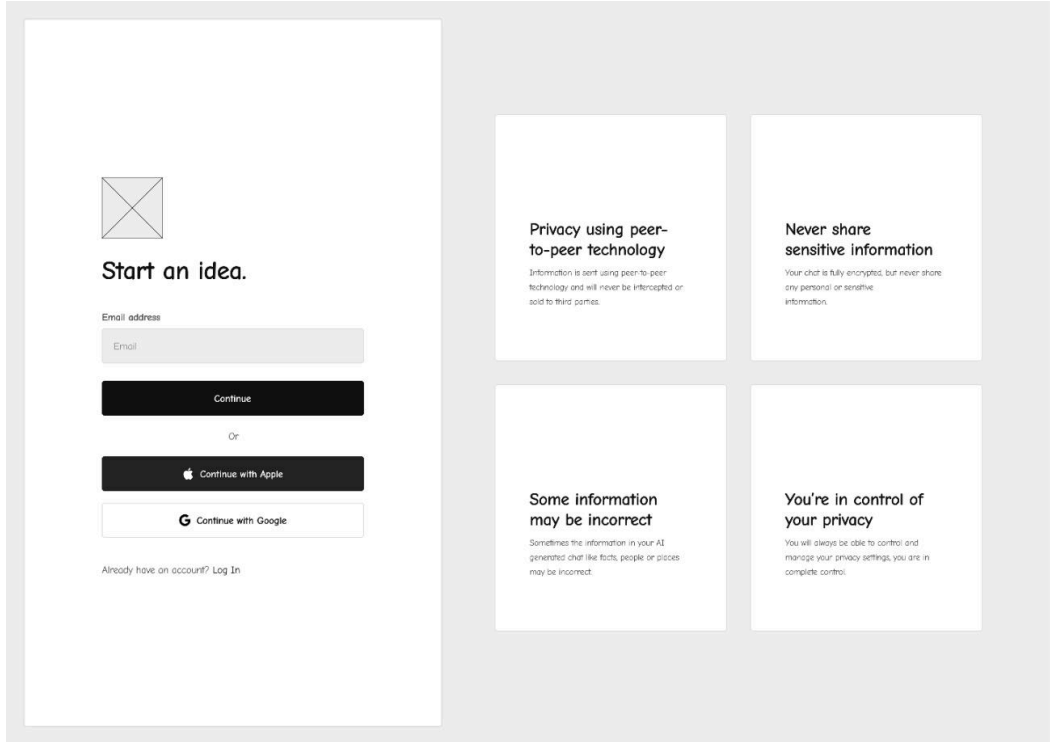 Start an idea.
Email address
Email
Continue
Or
Continue with Apple
G Continue with Google
Already have an account? Log In
Privacy using peer-
to-peer technology
Information is sent using peer-to-peer
technology and will never be intercepted or
sold to third parties.
Never share
sensitive information
Your chat is fully encrypted, but never share
any personal or sensitive
information.
Some information
may be incorrect
Sometimes the information in your AI
generated chat like facts, people or places
may be incorrect.
You're in control of
your privacy
You will always be able to control and
manage your privacy settings, you are in
complete control.